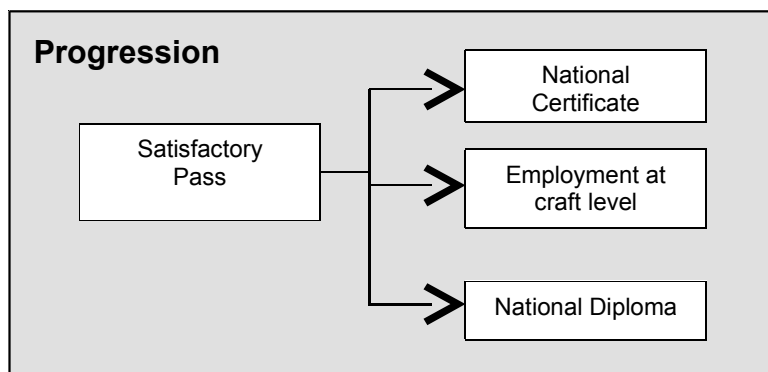 Progression
Satisfactory
Pass
National
Certificate
Employment at
craft level
National Diploma